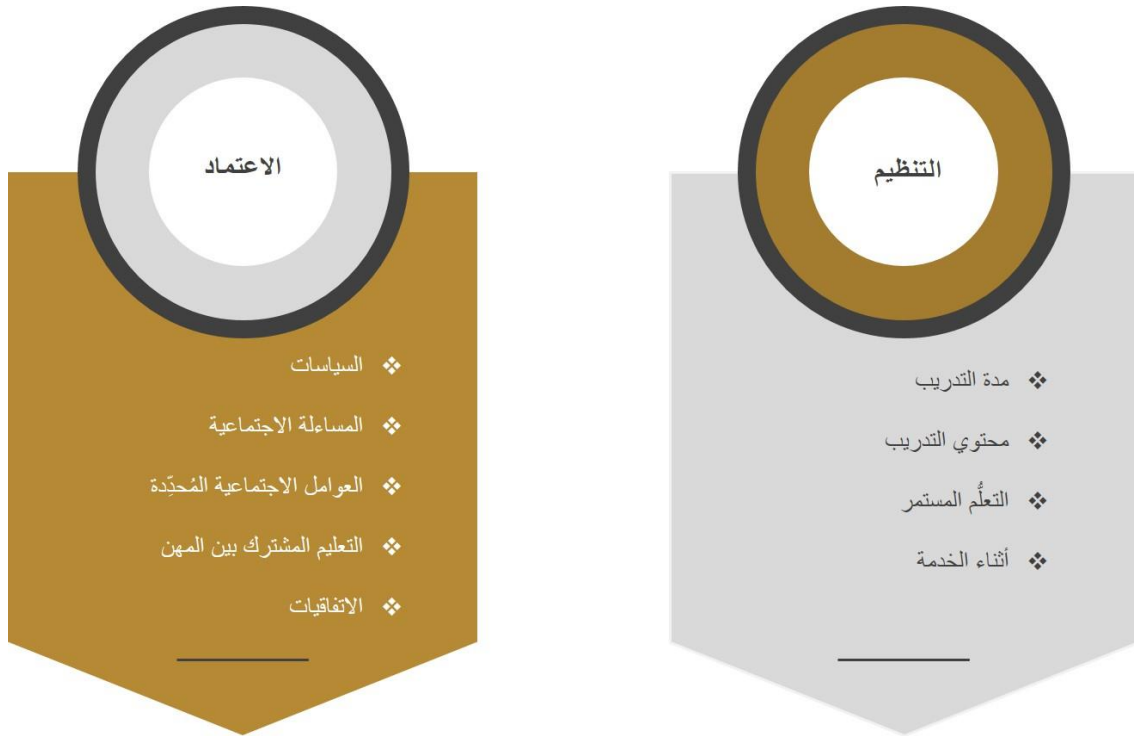 التنظيم
❖ مدة التدريب
❖ محتوي التدريب
❖ التعلُّم المستمر
❖ أثناء الخدمة
الاعتماد
❖ السياسات
❖ المساءلة الاجتماعية
❖ العوامل الاجتماعية المُحدِّدة
❖ التعليم المشترك بين المهن
❖ الاتفاقيات